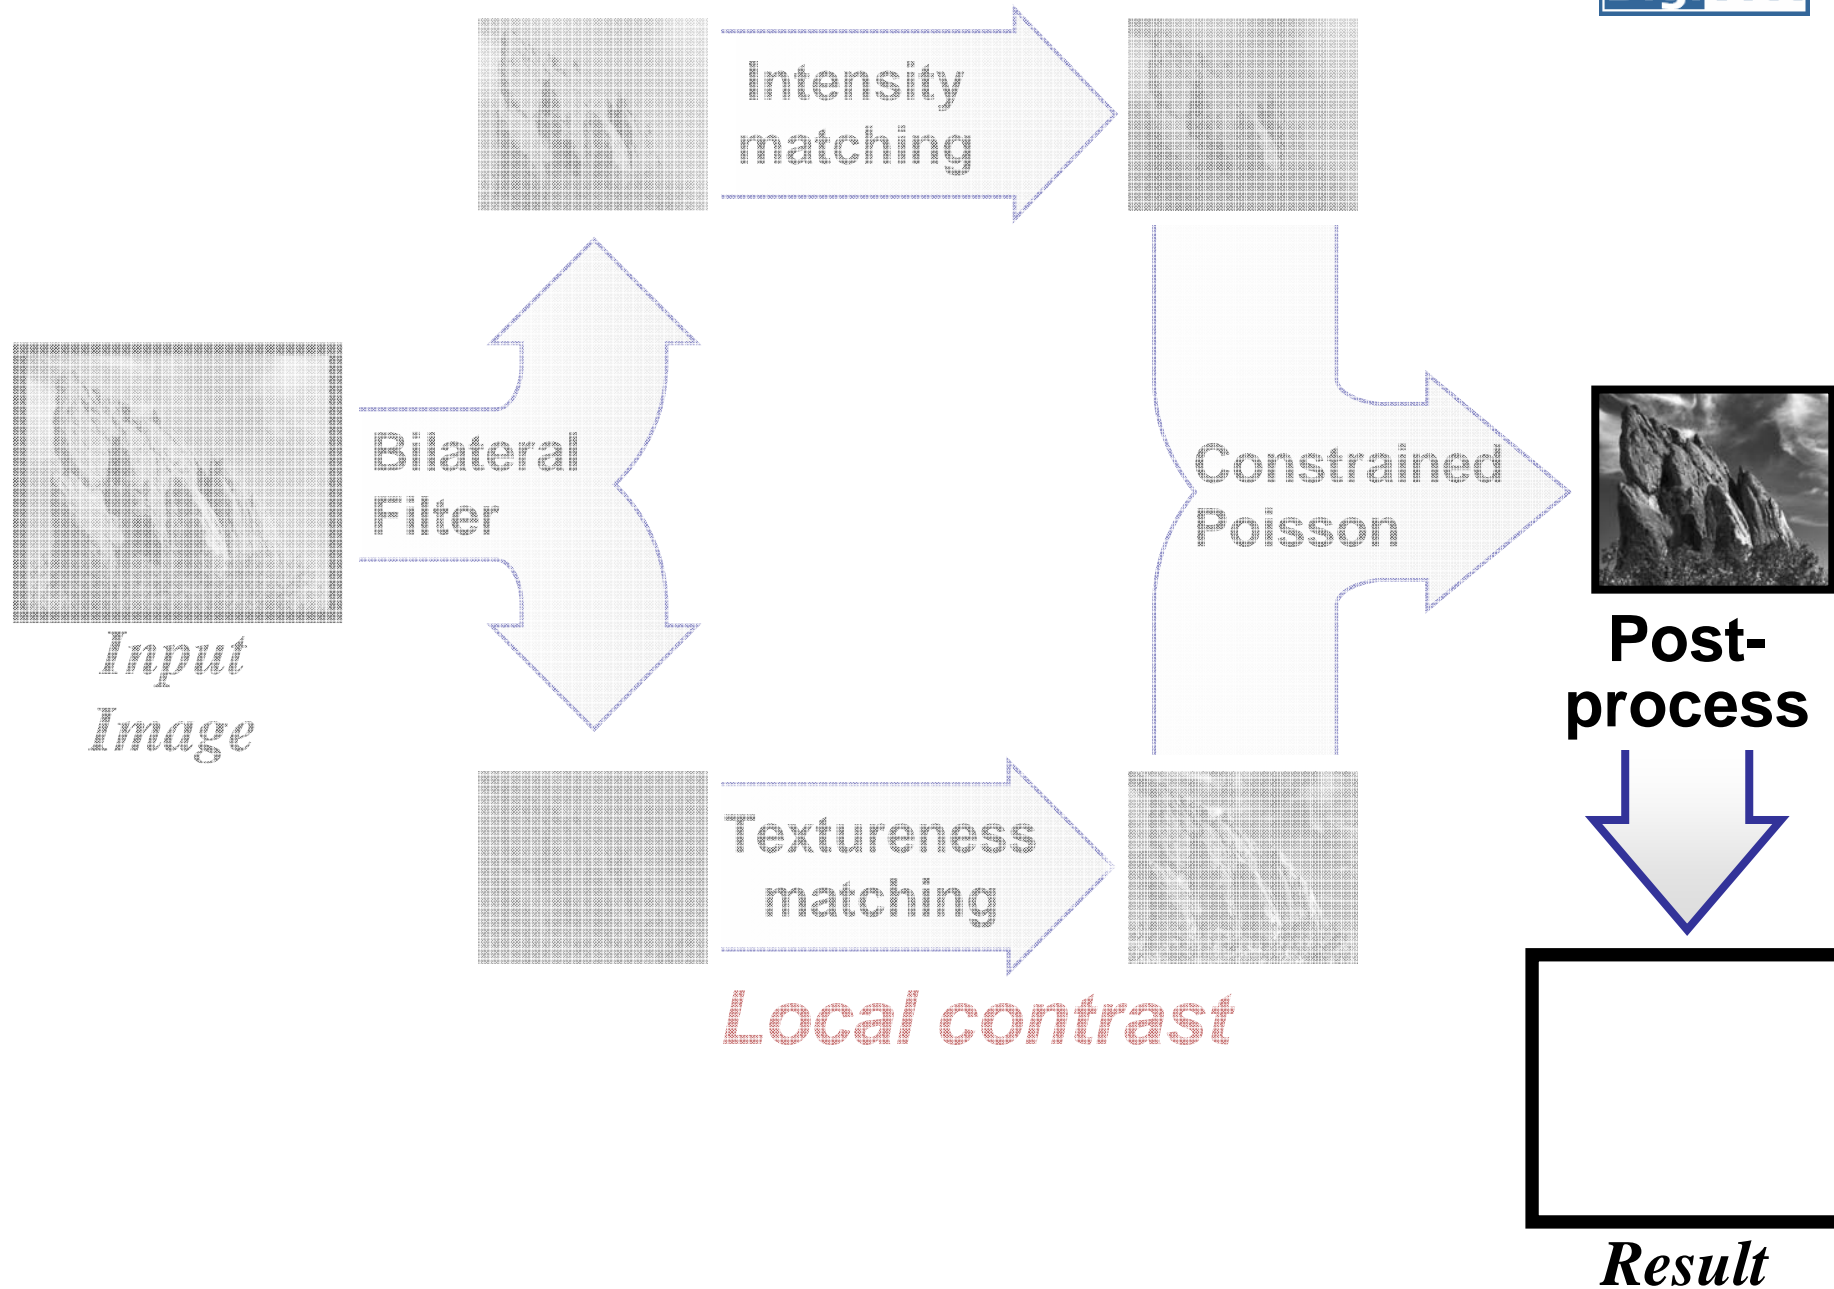 Intensity
matching
Bilateral
Filter
Constrained
Poisson
Input
Image
Post-
process
Textureness
matching
Local contrast
Result